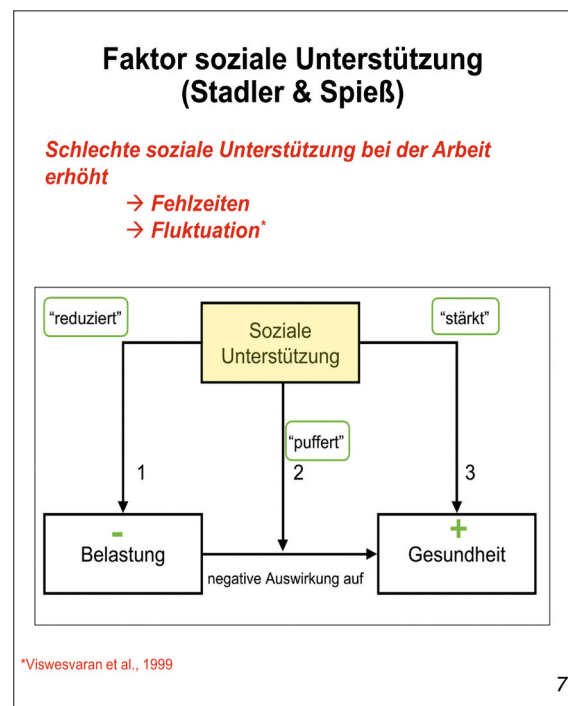 Faktor soziale Unterstützung
(Stadler & Spieß)
Schlechte soziale Unterstützung bei der Arbeit
erhöht
→ Fehlzeiten
→ Fluktuation*
"reduziert"
Soziale
Unterstützung
"stärkt"
"puffert"
1
2
3
-
Belastung
negative Auswirkung auf
+
Gesundheit
*Viswesvaran et al., 1999
7